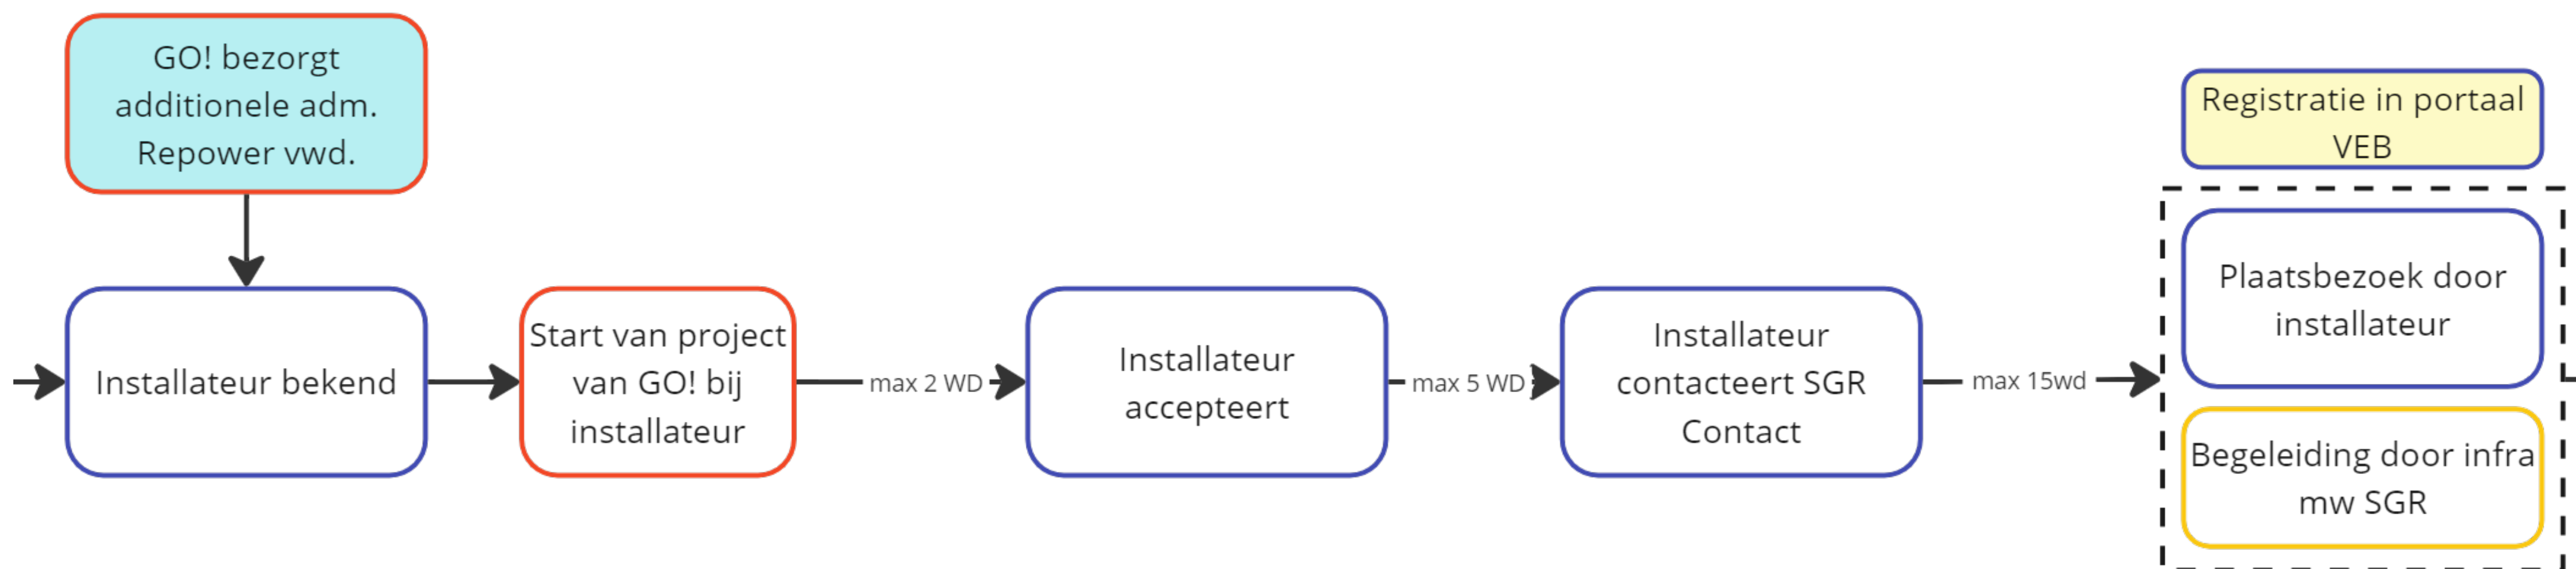 GO! bezorgt
additionele adm.
Repower vwd.
Installateur bekend
Start van project
van GO! bij
installateur
max 2 WD
Installateur
accepteert
max 5 WD
Installateur
contacteert SGR
Contact
max 15wd
Registratie in portaal
VEB
Plaatsbezoek door
installateur
Begeleiding door infra
mw SGR